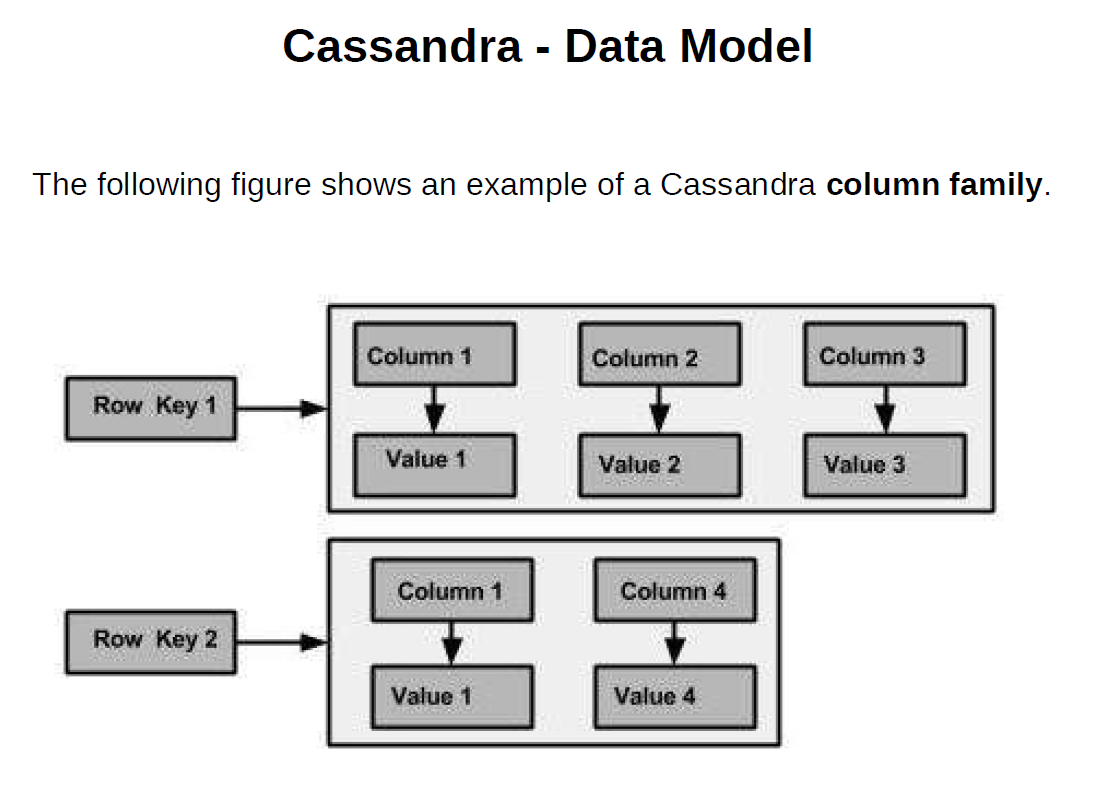 Cassandra - Data Model
The following figure shows an example of a Cassandra column family.
Column 1
Column 2
Column 3
Row Key 1
Value 1
Value 2
Value 3
Column 1
Column 4
Row Key 2
Value 1
Value 4